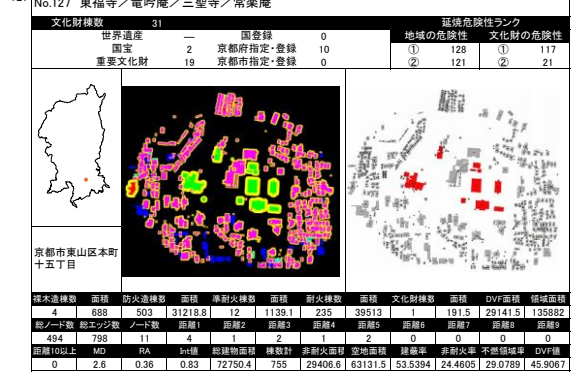 No.127 東福寺／竜吟庵／三聖寺／常楽庵
文化財棟数 31 延焼危険性ランク
世界遺産 — 国登録 0 地域の危険性 文化財の危険性
国宝 2 京都府指定・登録 10 ① 128 ① 117
重要文化財 19 京都市指定・登録 0 ② 121 ② 21
京都市東山区本町
十五丁目
裸木造棟数 面積 防火造棟数 面積 準耐火棟数 面積 耐火棟数 面積 文化財棟数 面積 DVF面積 領域面積
4 688 503 31218.8 12 1139.1 235 39513 1 191.5 29141.5 135882
総ノード数 総エッジ数 ノード数 距離1 距離2 距離3 距離4 距離5 距離6 距離7 距離8 距離9
494 798 11 4 1 2 1 2 0 0 0 0
距離10以上 MD RA Int値 総建物面積 棟数計 非耐火面積 空地面積 建蔽率 非耐火率 不燃領域率 DVF値
0 2.6 0.36 0.83 72750.4 755 29406.6 63131.5 53.5394 24.4605 29.0789 45.9067